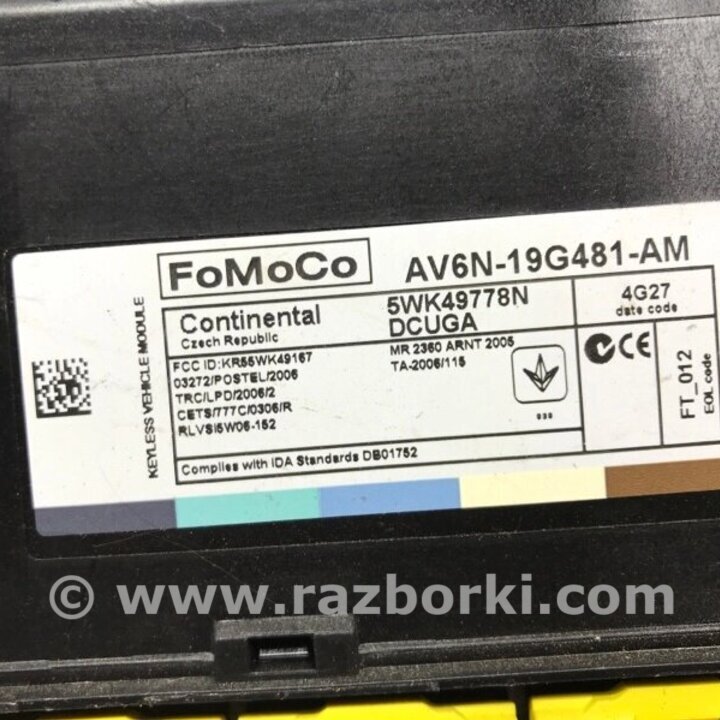 FoMoCo
AV6N-19G481-AM
KEYLESS VEHICLE MODULE
Continental
Czech Republic
5WK49778N
DCUGA
4G27
date code
FCC ID:KR55WK49167
03272/POSTEL/2006
TRC/LPD/2006/2
CETS/777C/0306/R
RLVSI5W06-152
MR 2360 ARNT 2005
TA-2006/115
CE
FT_012
EOL code
Complies with IDA Standards DB01752
© www.razborki.com